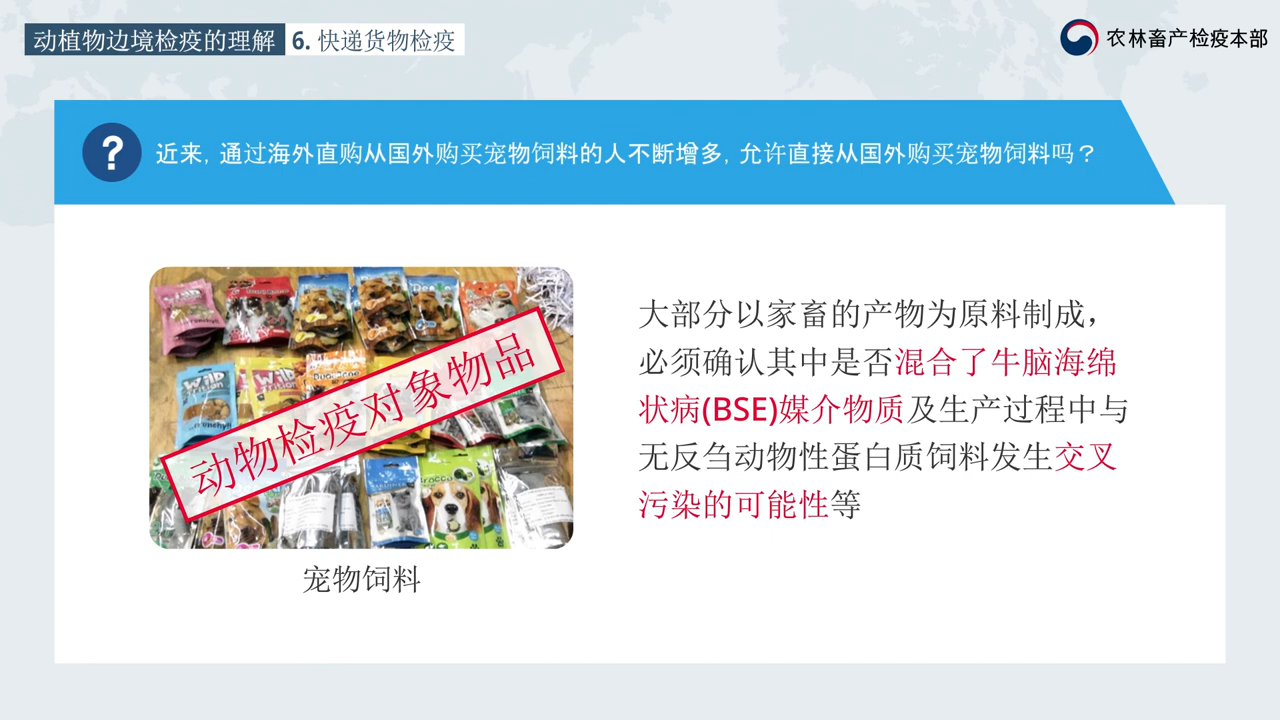 动植物边境检疫的理解 6. 快递货物检疫
农林畜产检疫本部
? 近来, 通过海外直购从国外购买宠物饲料的人不断增多, 允许直接从国外购买宠物饲料吗？
动物检疫对象物品
宠物饲料
大部分以家畜的产物为原料制成，
必须确认其中是否混合了牛脑海绵
状病(BSE)媒介物质及生产过程中与
无反刍动物性蛋白质饲料发生交叉
污染的可能性等